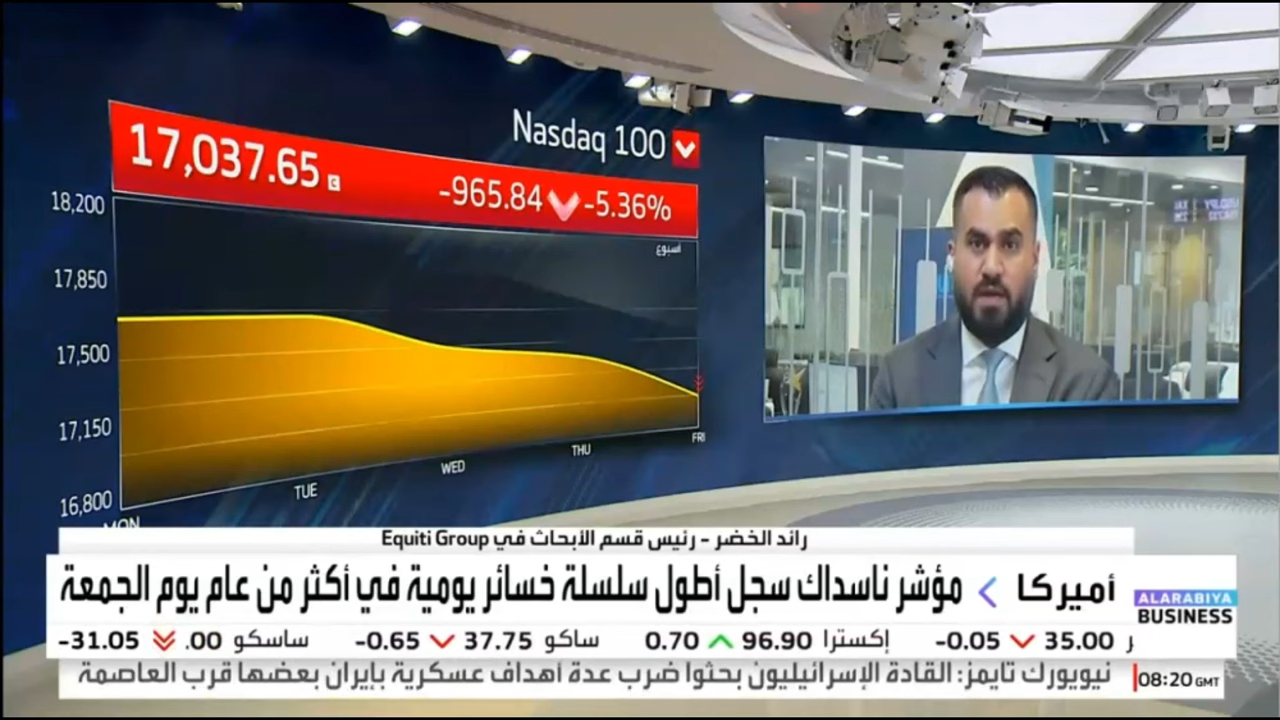 Nasdaq 100
17,037.65
-965.84 -5.36%
أسبوع
18,200
17,850
17,500
17,150
16,800
MON
TUE
WED
THU
FRI
رائد الخضر - رئيس قسم الأبحاث في Equiti Group
أميركا
مؤشر ناسداك سجل أطول سلسلة خسائر يومية في أكثر من عام يوم الجمعة
ALARABIYA
BUSINESS
ر 35.00 -0.05 إكسترا 96.90 0.70 ساكو 37.75 -0.65 ساسكو .00 -31.05
نيويورك تايمز: القادة الإسرائيليون بحثوا ضرب عدة أهداف عسكرية بإيران بعضها قرب العاصمة
08:20 GMT